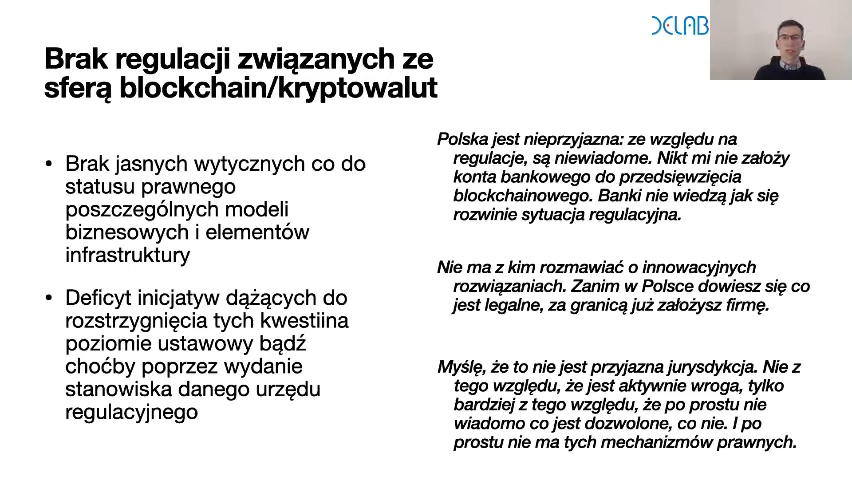 DELAB
Brak regulacji związanych ze
sferą blockchain/kryptowalut
• Brak jasnych wytycznych co do
statusu prawnego
poszczególnych modeli
biznesowych i elementów
infrastruktury
• Deficyt inicjatyw dążących do
rozstrzygnięcia tych kwestiina
poziomie ustawowy bądź
choćby poprzez wydanie
stanowiska danego urzędu
regulacyjnego
Polska jest nieprzyjazna: ze względu na
regulacje, są niewiadome. Nikt mi nie założy
konta bankowego do przedsięwzięcia
blockchainowego. Banki nie wiedzą jak się
rozwinie sytuacja regulacyjna.
Nie ma z kim rozmawiać o innowacyjnych
rozwiązaniach. Zanim w Polsce dowiesz się co
jest legalne, za granicą już założysz firmę.
Myślę, że to nie jest przyjazna jurysdykcja. Nie z
tego względu, że jest aktywnie wroga, tylko
bardziej z tego względu, że po prostu nie
wiadomo co jest dozwolone, co nie. I po
prostu nie ma tych mechanizmów prawnych.